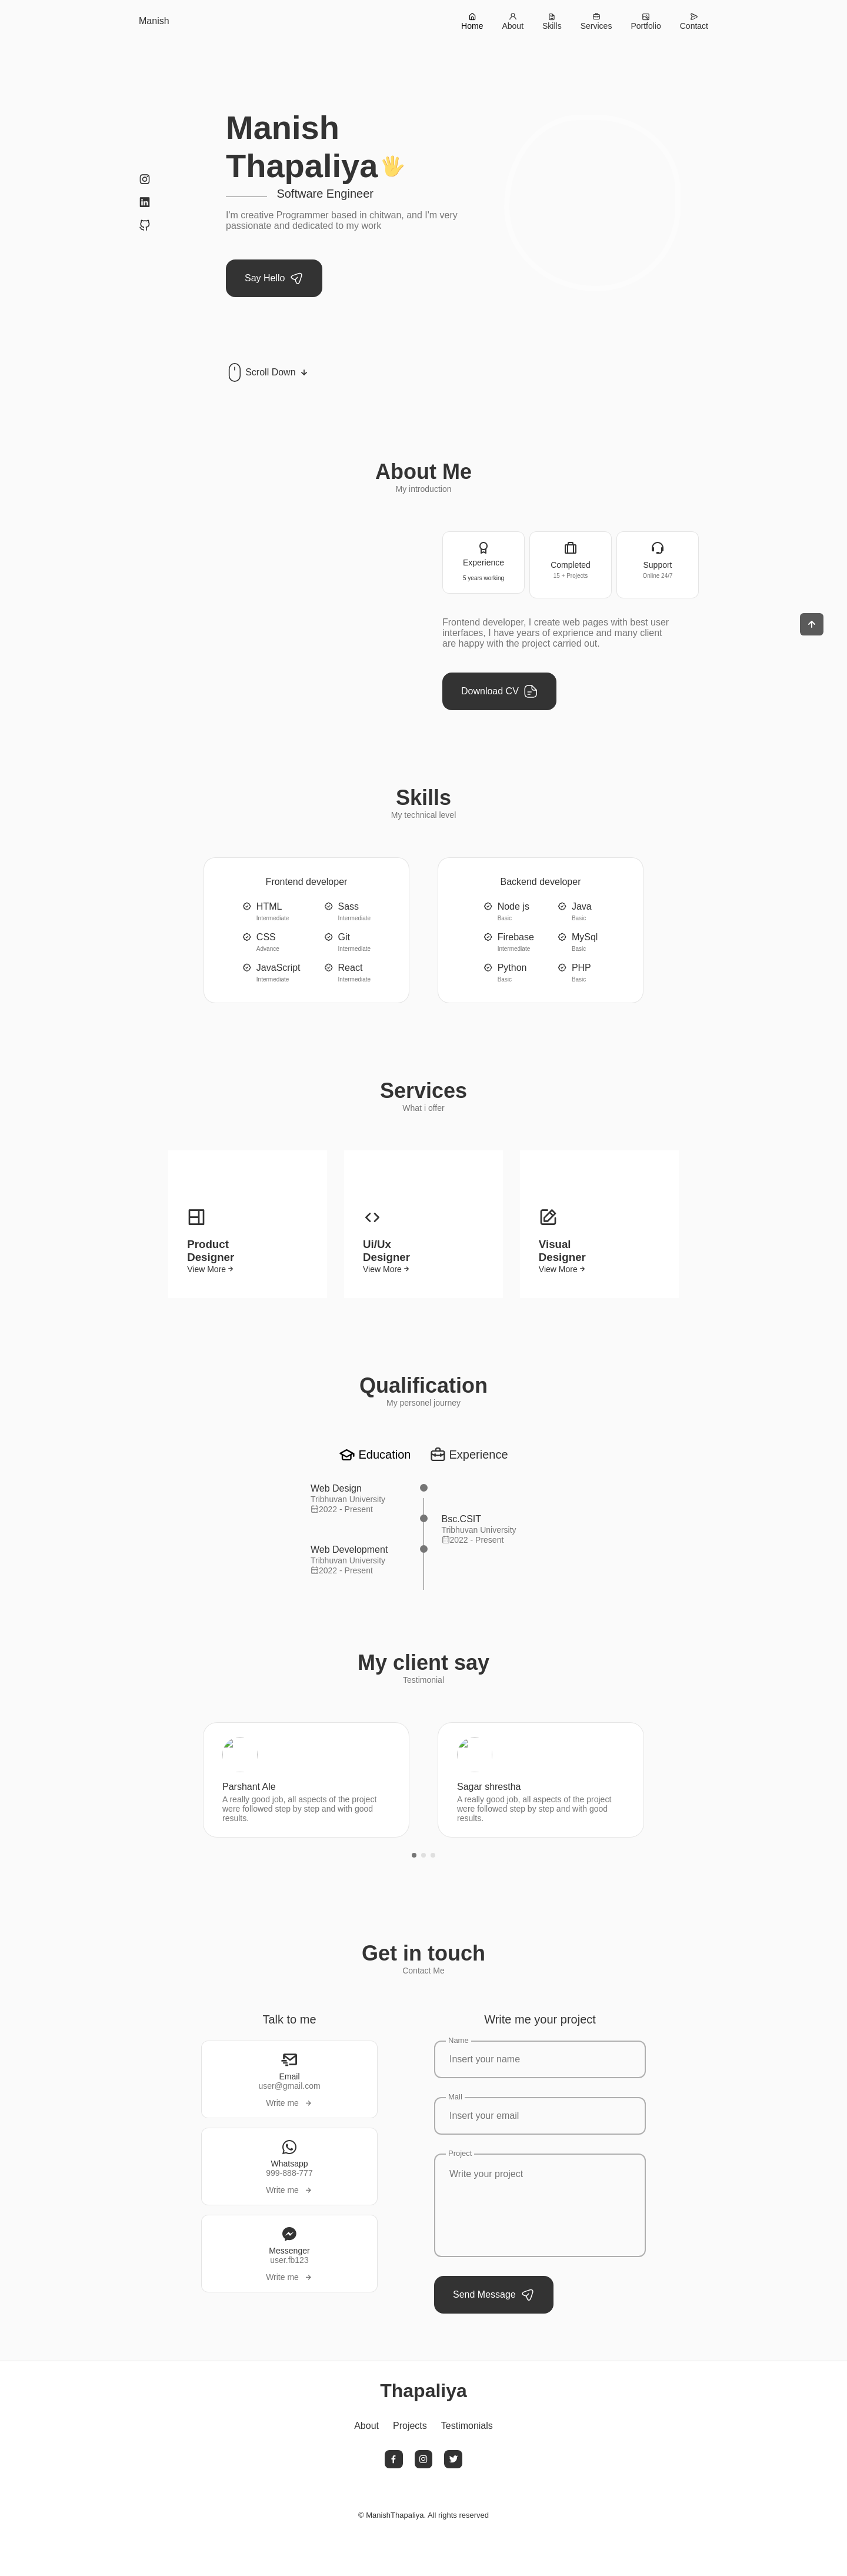 Manish
Home
About
Skills
Services
Portfolio
Contact
Manish
Thapaliya
Software Engineer
I'm creative Programmer based in chitwan, and I'm very
passionate and dedicated to my work
Say Hello
Scroll Down
About Me
My introduction
Experience
5 years working
Completed
15 + Projects
Support
Online 24/7
Frontend developer, I create web pages with best user
interfaces, I have years of exprience and many client
are happy with the project carried out.
Download CV
Skills
My technical level
Frontend developer
HTML
Intermediate
Sass
Intermediate
CSS
Advance
Git
Intermediate
JavaScript
Intermediate
React
Intermediate
Backend developer
Node js
Basic
Java
Basic
Firebase
Intermediate
MySql
Basic
Python
Basic
PHP
Basic
Services
What i offer
Product
Designer
View More
Ui/Ux
Designer
View More
Visual
Designer
View More
Qualification
My personel journey
Education
Experience
Web Design
Tribhuvan University
2022 - Present
Bsc.CSIT
Tribhuvan University
2022 - Present
Web Development
Tribhuvan University
2022 - Present
My client say
Testimonial
Parshant Ale
A really good job, all aspects of the project
were followed step by step and with good
results.
Sagar shrestha
A really good job, all aspects of the project
were followed step by step and with good
results.
Get in touch
Contact Me
Talk to me
Email
user@gmail.com
Write me
Whatsapp
999-888-777
Write me
Messenger
user.fb123
Write me
Write me your project
Name
Insert your name
Mail
Insert your email
Project
Write your project
Send Message
Thapaliya
About
Projects
Testimonials
© ManishThapaliya. All rights reserved